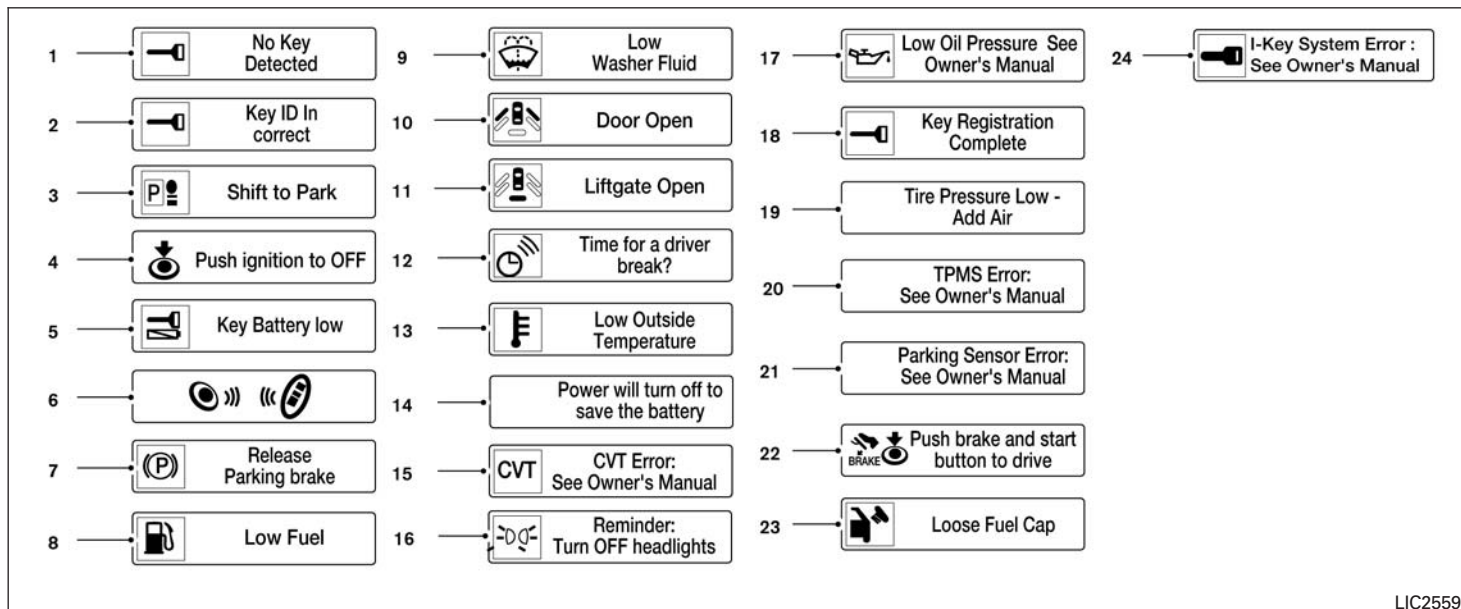 1
No Key
Detected
2
Key ID In
correct
3
P
Shift to Park
4
Push ignition to OFF
5
Key Battery low
6
7
(P)
Release
Parking brake
8
Low Fuel
9
Low
Washer Fluid
10
Door Open
11
Liftgate Open
12
Time for a driver
break?
13
Low Outside
Temperature
14
Power will turn off to
save the battery
15
CVT
CVT Error:
See Owner's Manual
16
Reminder:
Turn OFF headlights
17
Low Oil Pressure See
Owner's Manual
18
Key Registration
Complete
19
Tire Pressure Low -
Add Air
20
TPMS Error:
See Owner's Manual
21
Parking Sensor Error:
See Owner's Manual
22
BRAKE
Push brake and start
button to drive
23
Loose Fuel Cap
24
I-Key System Error :
See Owner's Manual
LIC2559